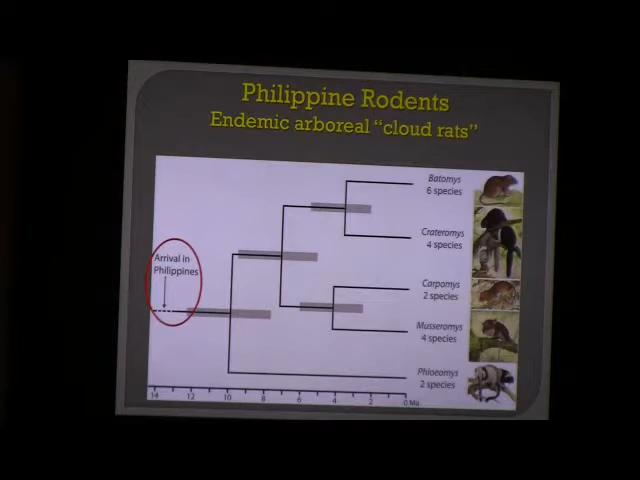 Philippine Rodents
Endemic arboreal "cloud rats"
Batomys
6 species
Crateromys
4 species
Arrival in
Philippines
Carpomys
2 species
Musseromys
4 species
Phloeomys
2 species
14 12 10 8 6 4 2 0 Ma